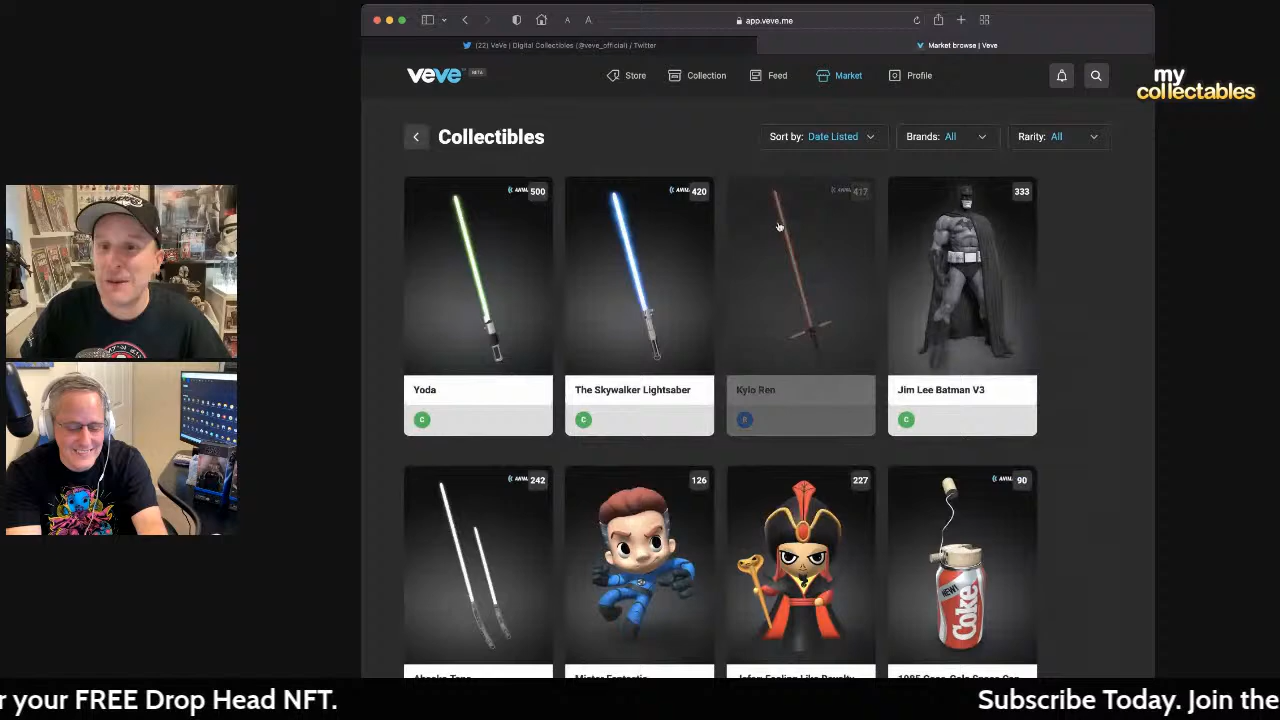 app.veve.me
(22) VeVe | Digital Collectibles (@veve_official) / Twitter
Market browse | Veve
veve BETA
Store
Collection
Feed
Market
Profile
my
collectables
Collectibles
Sort by: Date Listed
Brands: All
Rarity: All
500
420
417
333
Yoda
The Skywalker Lightsaber
Kylo Ren
Jim Lee Batman V3
C
C
R
C
242
126
227
90
NEW!
Coke
r your FREE Drop Head NFT.
Subscribe Today. Join the